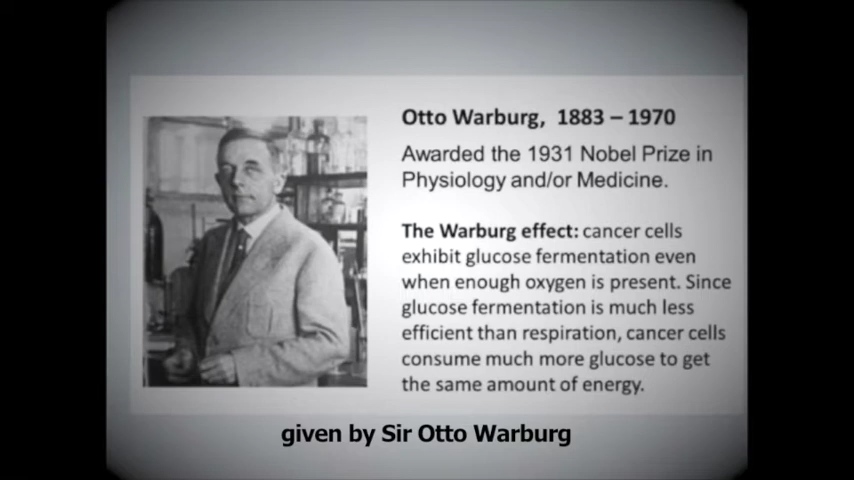 Otto Warburg, 1883 – 1970
Awarded the 1931 Nobel Prize in
Physiology and/or Medicine.
The Warburg effect: cancer cells
exhibit glucose fermentation even
when enough oxygen is present. Since
glucose fermentation is much less
efficient than respiration, cancer cells
consume much more glucose to get
the same amount of energy.
given by Sir Otto Warburg